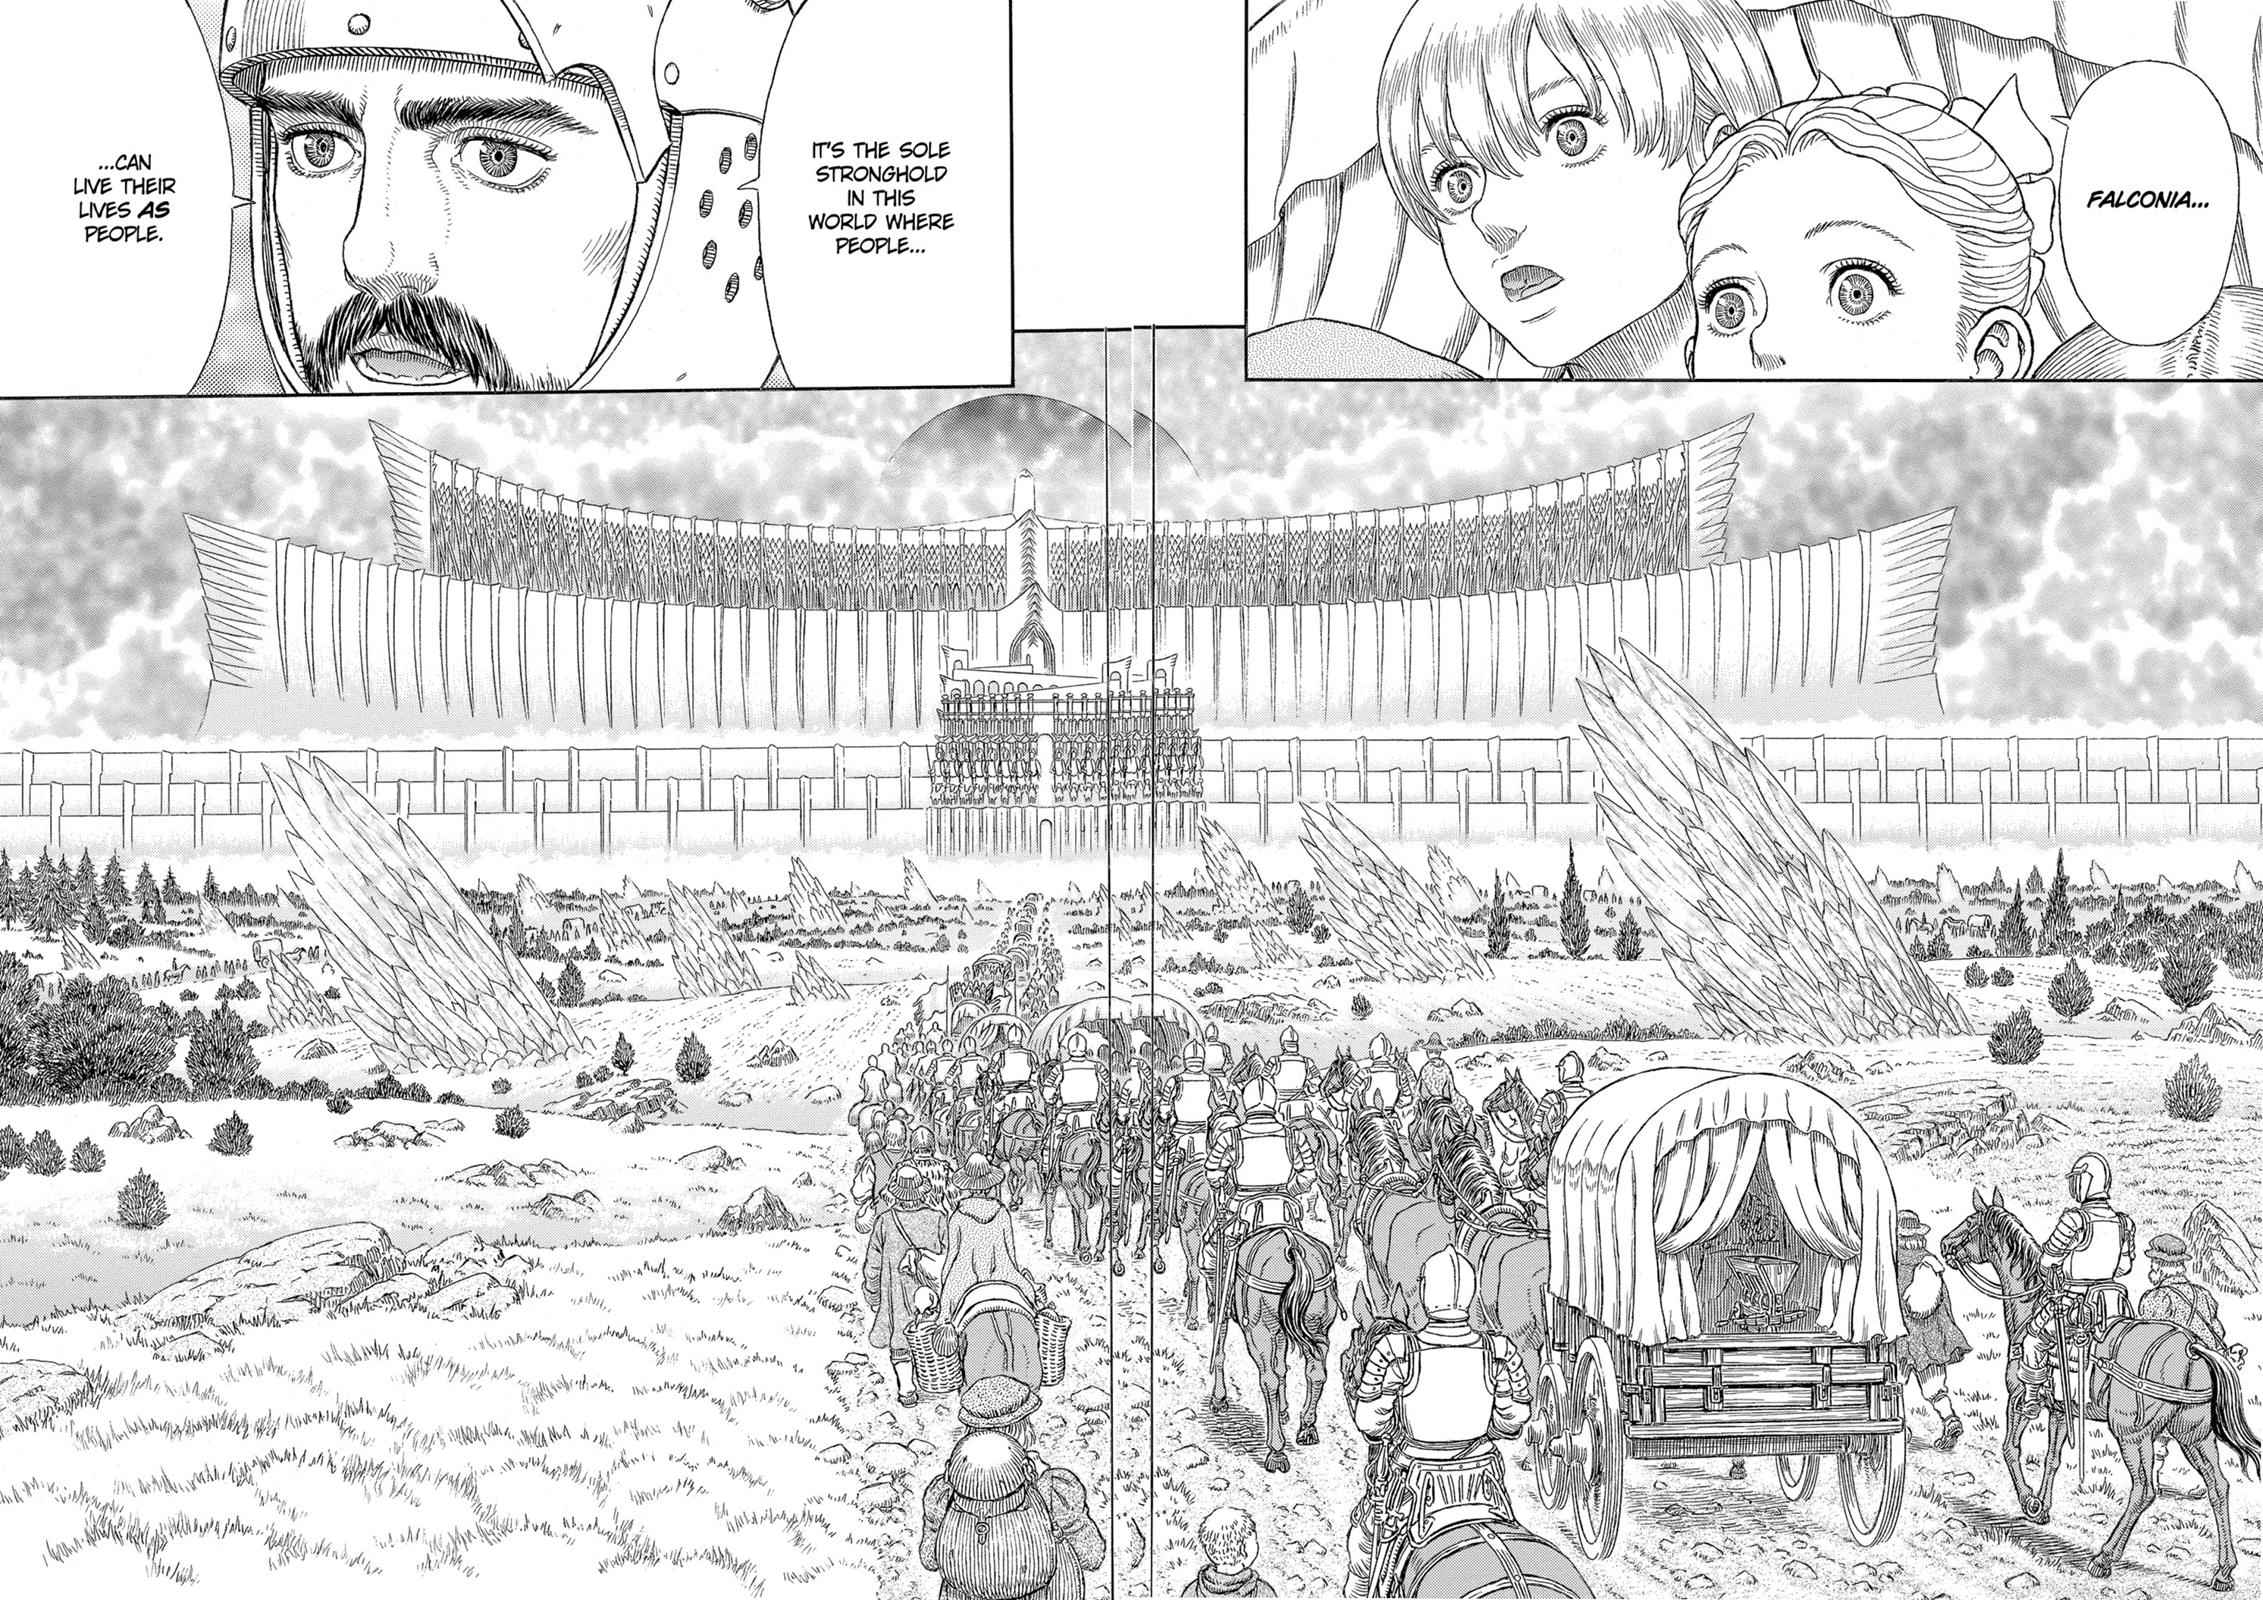 FALCONIA...
IT'S THE SOLE
STRONGHOLD
IN THIS
WORLD WHERE
PEOPLE...
...CAN
LIVE THEIR
LIVES AS
PEOPLE.